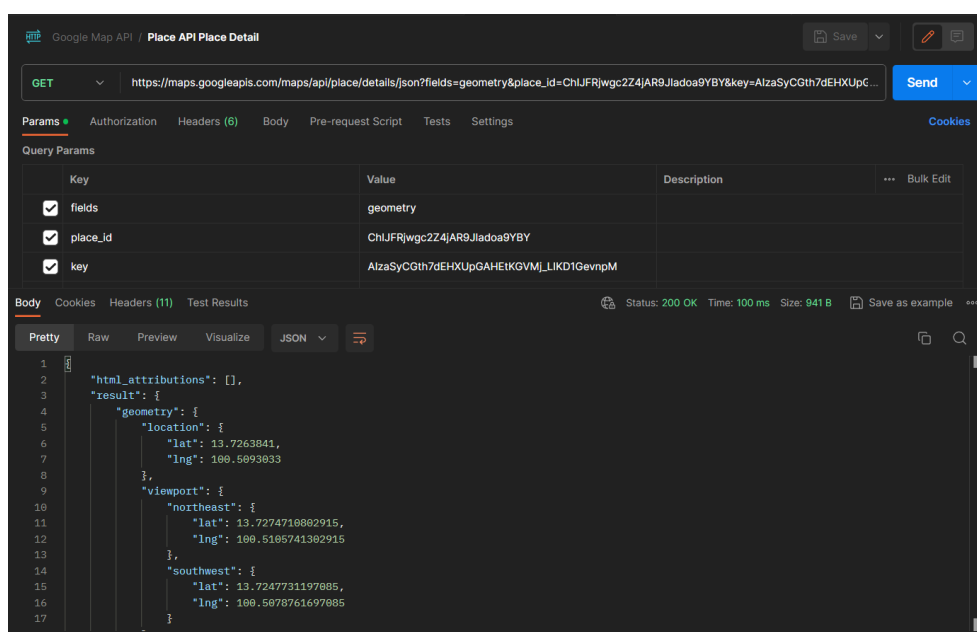 Google Map API / Place API Place Detail
Save
GET https://maps.googleapis.com/maps/api/place/details/json?fields=geometry&place_id=ChIJFRjwgc2Z4jAR9JIadoa9YBY&key=AIzaSyCGth7dEHXUpG...
Send
Params Authorization Headers (6) Body Pre-request Script Tests Settings Cookies
Query Params
Key Value Description ••• Bulk Edit
fields geometry
place_id ChIJFRjwgc2Z4jAR9JIadoa9YBY
key AIzaSyCGth7dEHXUpGAHEtKGVMj_LIKD1GevnpM
Body Cookies Headers (11) Test Results Status: 200 OK Time: 100 ms Size: 941 B Save as example
Pretty Raw Preview Visualize JSON
1 {
2 "html_attributions": [],
3 "result": {
4 "geometry": {
5 "location": {
6 "lat": 13.7263841,
7 "lng": 100.5093033
8 },
9 "viewport": {
10 "northeast": {
11 "lat": 13.7274710802915,
12 "lng": 100.5105741302915
13 },
14 "southwest": {
15 "lat": 13.7247731197085,
16 "lng": 100.5078761697085
17 }